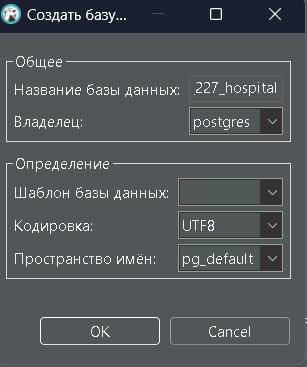 Создать базу...
Общее
Название базы данных: _227_hospital
Владелец: postgres
Определение
Шаблон базы данных:
Кодировка: UTF8
Пространство имён: pg_default
OK Cancel